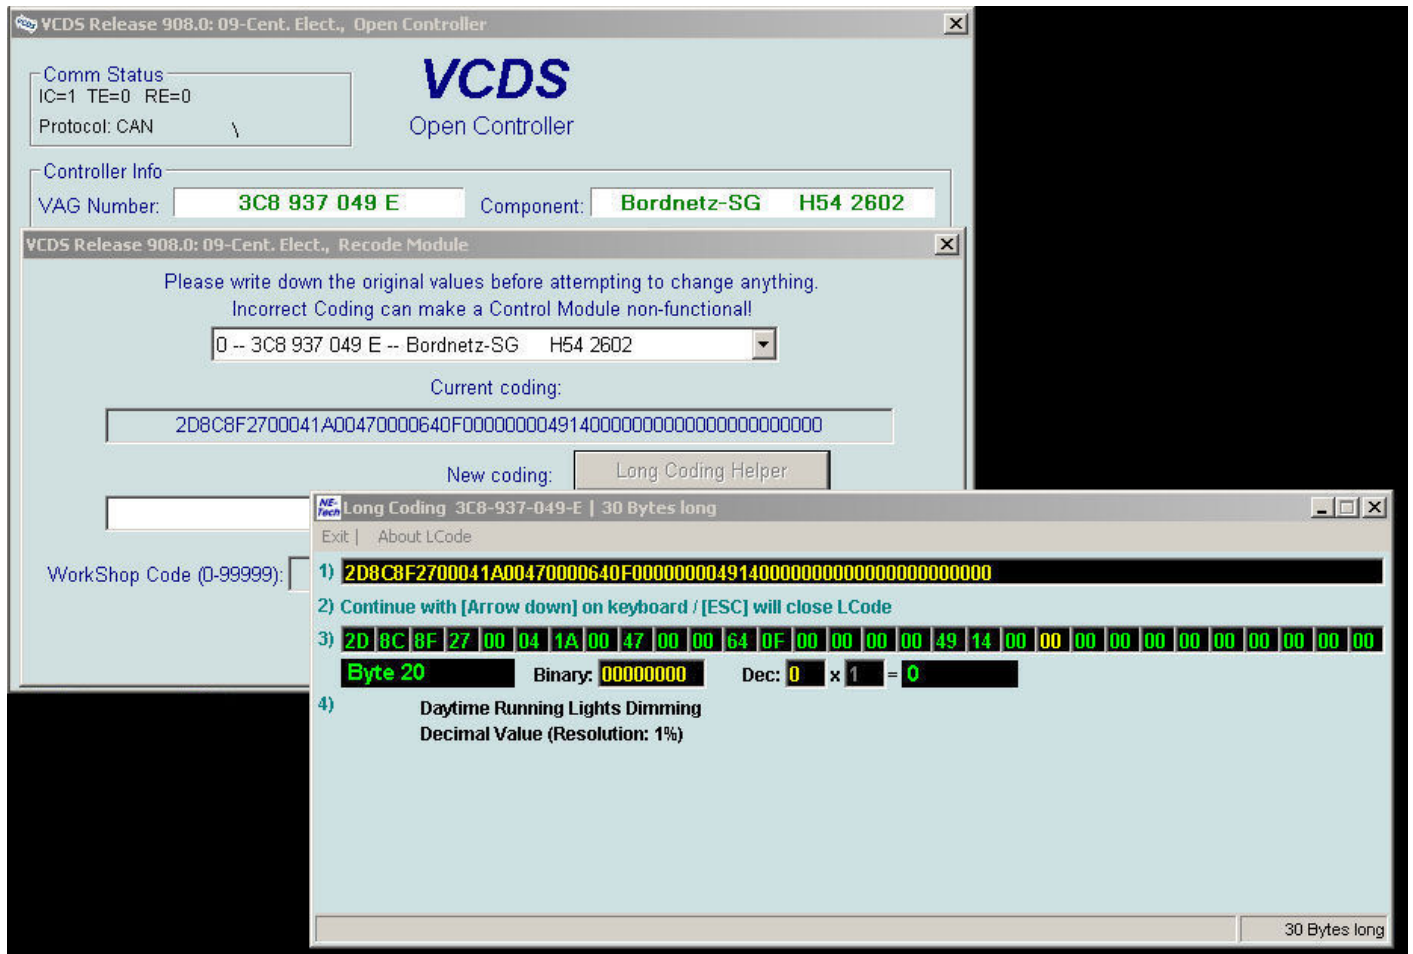 VCDS Release 908.0: 09-Cent. Elect., Open Controller
Comm Status
IC=1 TE=0 RE=0
Protocol: CAN \
VCDS
Open Controller
Controller Info
VAG Number: 3C8 937 049 E Component: Bordnetz-SG H54 2602
VCDS Release 908.0: 09-Cent. Elect., Recode Module
Please write down the original values before attempting to change anything.
Incorrect Coding can make a Control Module non-functional!
0 -- 3C8 937 049 E -- Bordnetz-SG H54 2602
Current coding:
2D8C8F2700041A00470000640F00000000491400000000000000000000000
New coding: Long Coding Helper
WorkShop Code (0-99999):
NE-Tech Long Coding 3C8-937-049-E | 30 Bytes long
Exit | About LCode
1) 2D8C8F2700041A00470000640F00000000491400000000000000000000000
2) Continue with [Arrow down] on keyboard / [ESC] will close LCode
3) 2D 8C 8F 27 00 04 1A 00 47 00 00 64 0F 00 00 00 00 49 14 00 00 00 00 00 00 00 00 00 00 00
Byte 20 Binary: 00000000 Dec: 0 x 1 = 0
4) Daytime Running Lights Dimming
Decimal Value (Resolution: 1%)
30 Bytes long